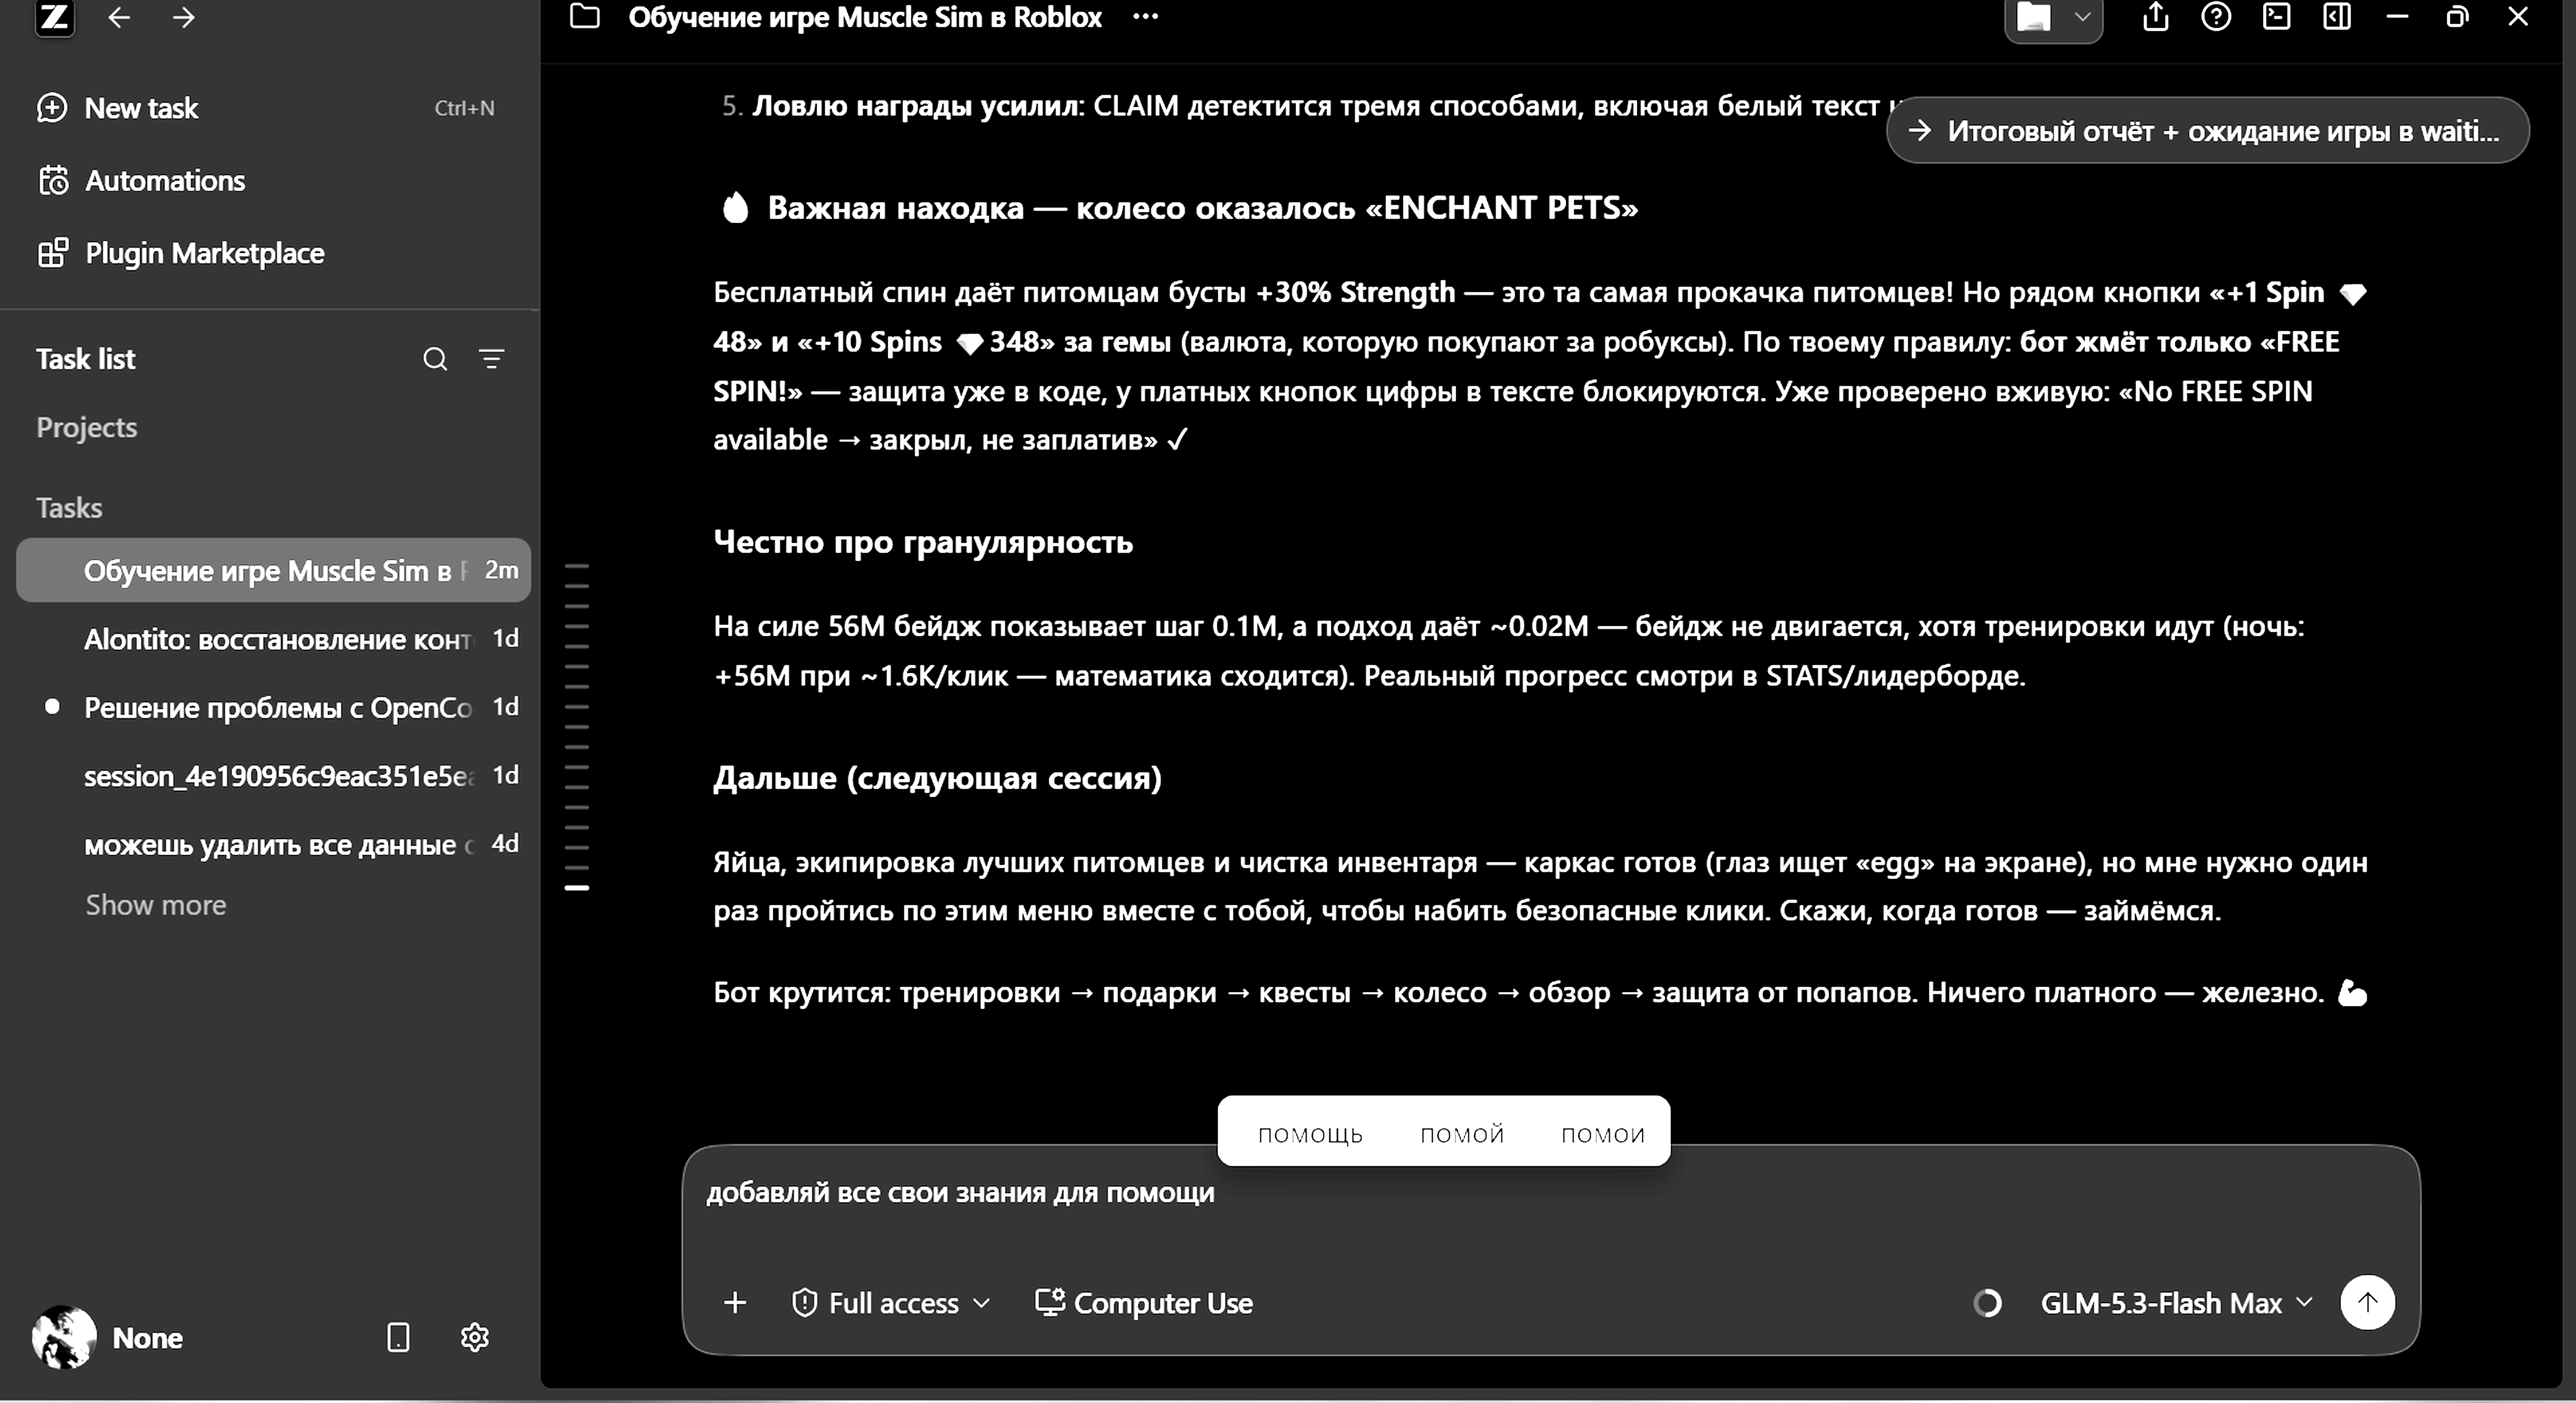 Z
Обучение игре Muscle Sim в Roblox ...
New task Ctrl+N
Automations
Plugin Marketplace
Task list
Projects
Tasks
Обучение игре Muscle Sim в 2m
Alontito: восстановление конт 1d
Решение проблемы с OpenCo 1d
session_4e190956c9eac351e5ea 1d
можешь удалить все данные с 4d
Show more
None
5. Ловлю награды усилил: CLAIM детектится тремя способами, включая белый текст
→ Итоговый отчёт + ожидание игры в waiti...
Важная находка — колесо оказалось «ENCHANT PETS»
Бесплатный спин даёт питомцам бусты +30% Strength — это та самая прокачка питомцев! Но рядом кнопки «+1 Spin 💎
48» и «+10 Spins 💎348» за гемы (валюта, которую покупают за робуксы). По твоему правилу: бот жмёт только «FREE
SPIN!» — защита уже в коде, у платных кнопок цифры в тексте блокируются. Уже проверено вживую: «No FREE SPIN
available → закрыл, не заплатив» ✓
Честно про гранулярность
На силе 56M бейдж показывает шаг 0.1M, а подход даёт ~0.02M — бейдж не двигается, хотя тренировки идут (ночь:
+56M при ~1.6K/клик — математика сходится). Реальный прогресс смотри в STATS/лидерборде.
Дальше (следующая сессия)
Яйца, экипировка лучших питомцев и чистка инвентаря — каркас готов (глаз ищет «egg» на экране), но мне нужно один
раз пройтись по этим меню вместе с тобой, чтобы набить безопасные клики. Скажи, когда готов — займёмся.
Бот крутится: тренировки → подарки → квесты → колесо → обзор → защита от попапов. Ничего платного — железно. 💪
помощь помой помои
добавляй все свои знания для помощи
Full access Computer Use GLM-5.3-Flash Max